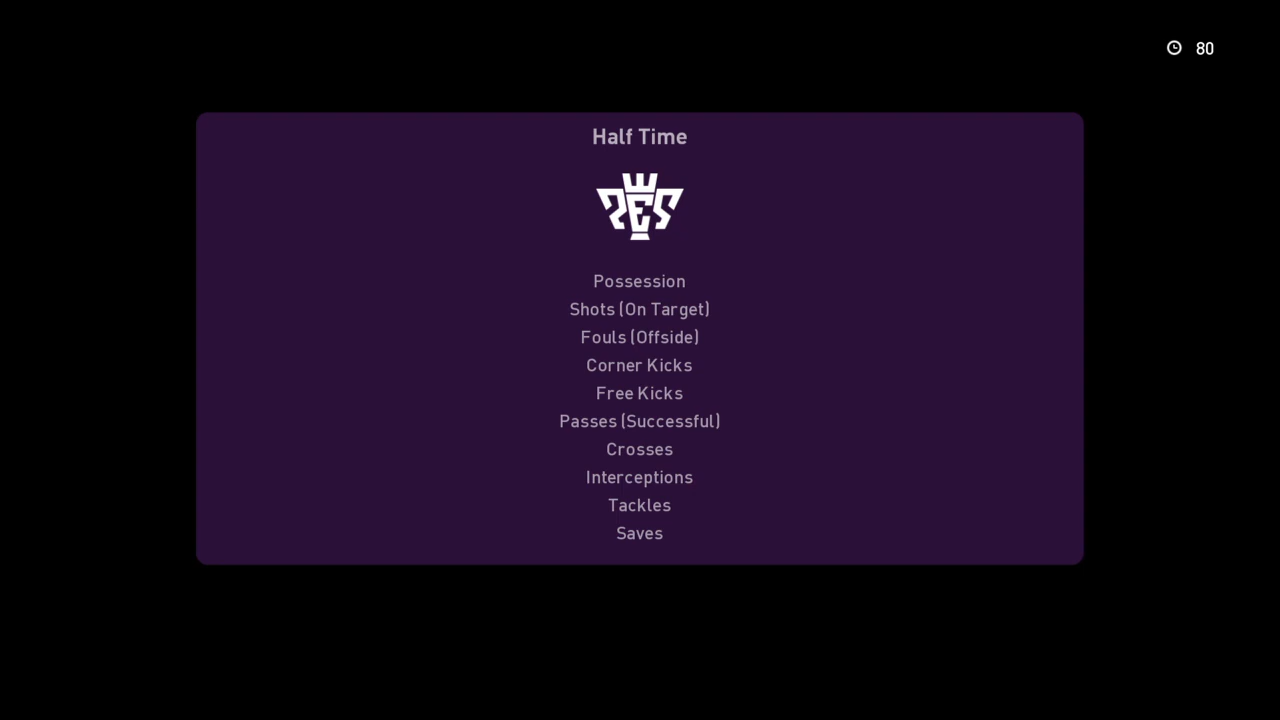 80
Half Time
PES
Possession
Shots (On Target)
Fouls (Offside)
Corner Kicks
Free Kicks
Passes (Successful)
Crosses
Interceptions
Tackles
Saves